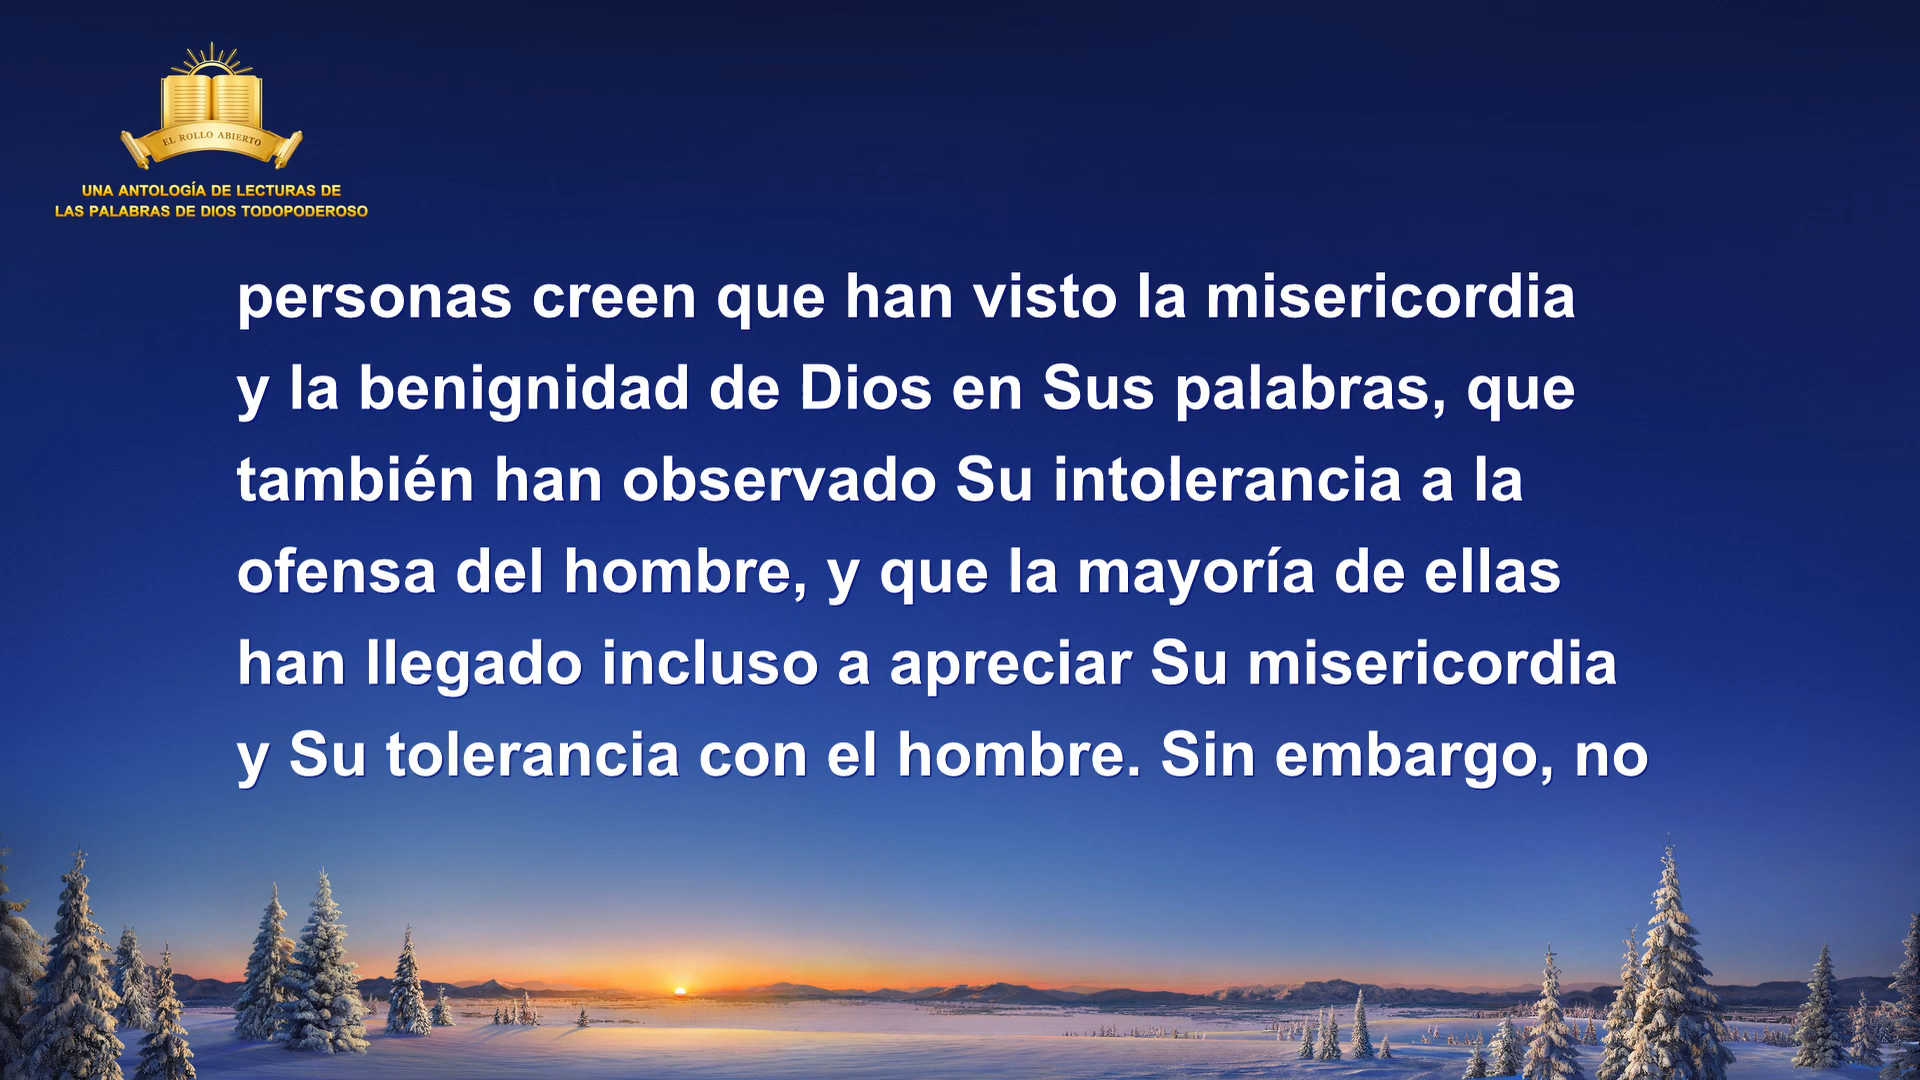 EL ROLLO ABIERTO
UNA ANTOLOGÍA DE LECTURAS DE
LAS PALABRAS DE DIOS TODOPODEROSO
personas creen que han visto la misericordia
y la benignidad de Dios en Sus palabras, que
también han observado Su intolerancia a la
ofensa del hombre, y que la mayoría de ellas
han llegado incluso a apreciar Su misericordia
y Su tolerancia con el hombre. Sin embargo, no